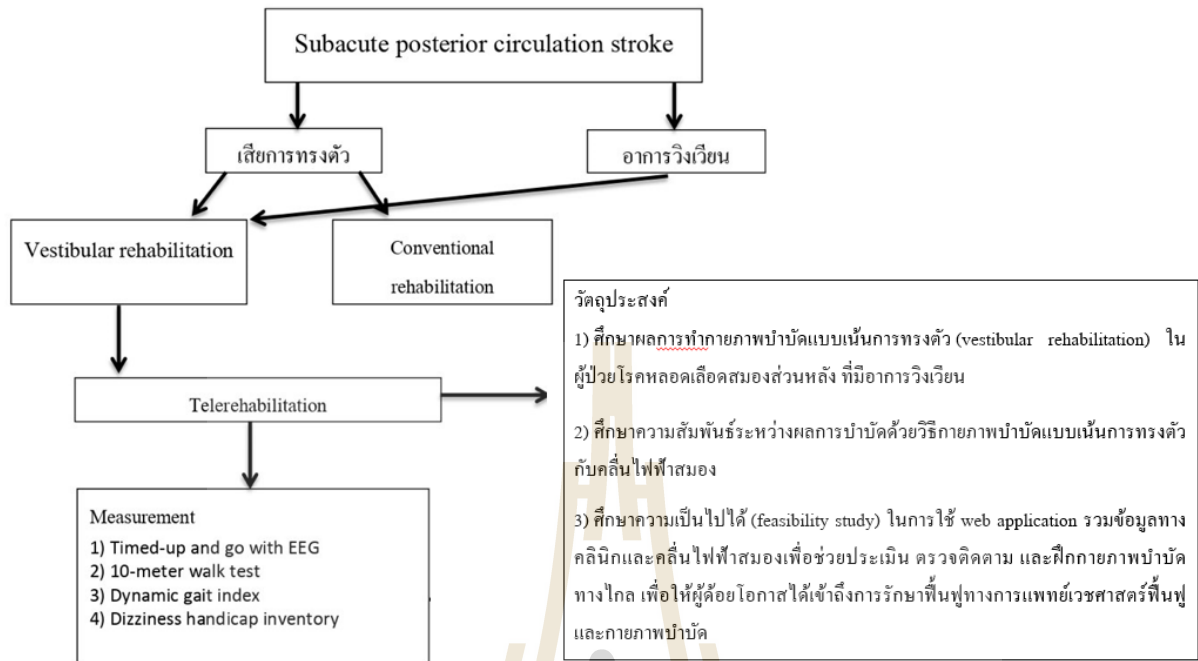 Subacute posterior circulation stroke
เสียการทรงตัว
อาการวิงเวียน
Vestibular rehabilitation
Conventional
rehabilitation
Telerehabilitation
Measurement
1) Timed-up and go with EEG
2) 10-meter walk test
3) Dynamic gait index
4) Dizziness handicap inventory
วัตถุประสงค์
1) ศึกษาผลการทำกายภาพบำบัดแบบเน้นการทรงตัว (vestibular rehabilitation) ใน
ผู้ป่วยโรคหลอดเลือดสมองส่วนหลัง ที่มีอาการวิงเวียน
2) ศึกษาความสัมพันธ์ระหว่างผลการบำบัดด้วยวิธีกายภาพบำบัดแบบเน้นการทรงตัว
กับคลื่นไฟฟ้าสมอง
3) ศึกษาความเป็นไปได้ (feasibility study) ในการใช้ web application รวมข้อมูลทาง
คลินิกและคลื่นไฟฟ้าสมองเพื่อช่วยประเมิน ตรวจติดตาม และฝึกกายภาพบำบัด
ทางไกล เพื่อให้ผู้ด้อยโอกาสได้เข้าถึงการรักษาฟื้นฟูทางการแพทย์เวชศาสตร์ฟื้นฟู
และกายภาพบำบัด